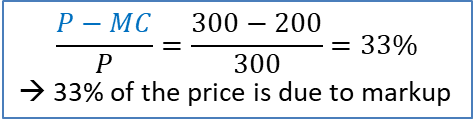 (P − MC)/P = (300 − 200)/300 = 33%
→ 33% of the price is due to markup